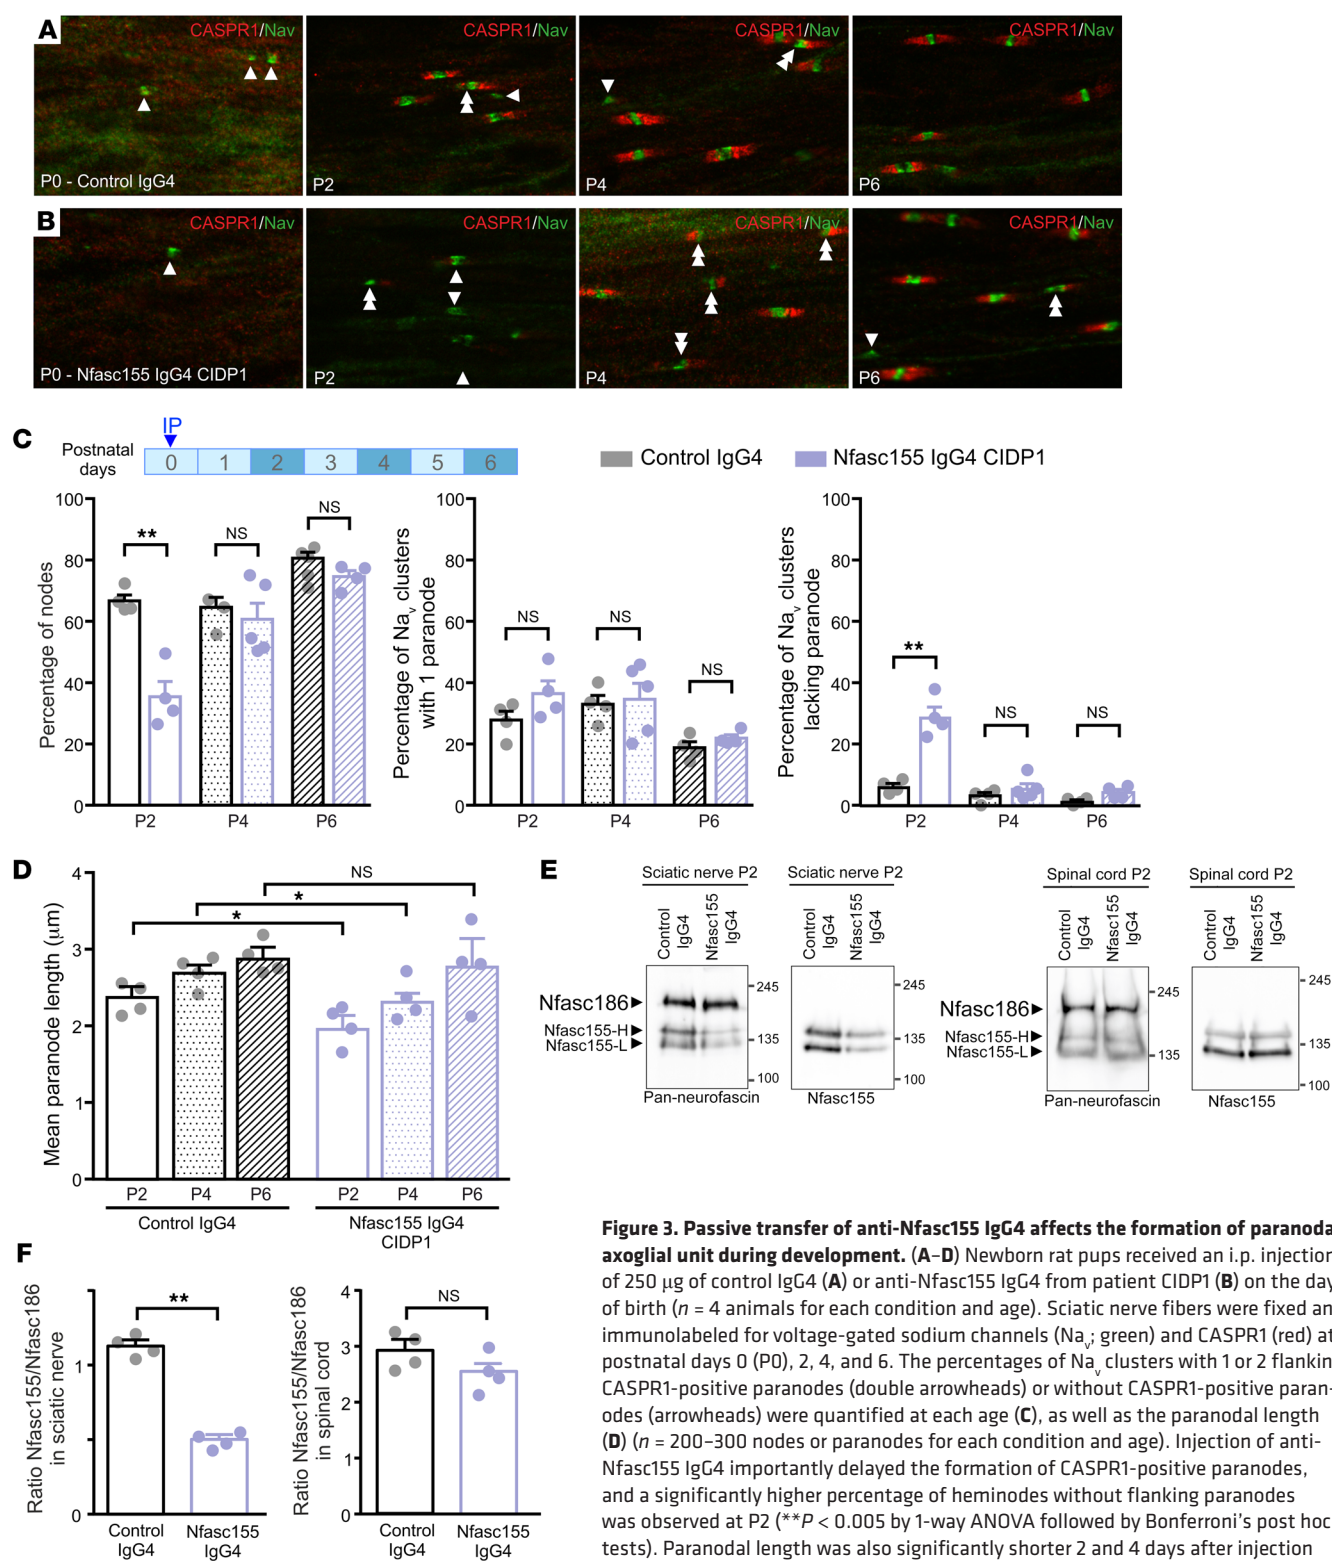 A
CASPR1/Nav
CASPR1/Nav
CASPR1/Nav
CASPR1/Nav
P0 - Control IgG4
P2
P4
P6
B
CASPR1/Nav
CASPR1/Nav
CASPR1/Nav
CASPR1/Nav
P0 - Nfasc155 IgG4 CIDP1
P2
P4
P6
C
IP
Postnatal
days
0 1 2 3 4 5 6
Control IgG4
Nfasc155 IgG4 CIDP1
Percentage of nodes
100
80
60
40
20
0
**
NS
NS
P2 P4 P6
Percentage of Nav clusters
with 1 paranode
100
80
60
40
20
0
NS
NS
NS
P2 P4 P6
Percentage of Nav clusters
lacking paranode
100
80
60
40
20
0
**
NS
NS
P2 P4 P6
D
Mean paranode length (μm)
4
3
2
1
0
NS
*
*
P2 P4 P6 P2 P4 P6
Control IgG4
Nfasc155 IgG4
CIDP1
E
Sciatic nerve P2
Sciatic nerve P2
Control
IgG4
Nfasc155
IgG4
Control
IgG4
Nfasc155
IgG4
Nfasc186
Nfasc155-H
Nfasc155-L
245
135
100
245
135
100
Pan-neurofascin
Nfasc155
Spinal cord P2
Spinal cord P2
Control
IgG4
Nfasc155
IgG4
Control
IgG4
Nfasc155
IgG4
Nfasc186
Nfasc155-H
Nfasc155-L
245
135
245
135
100
Pan-neurofascin
Nfasc155
F
Ratio Nfasc155/Nfasc186
in sciatic nerve
1
0
**
Control
IgG4
Nfasc155
IgG4
Ratio Nfasc155/Nfasc186
in spinal cord
4
3
2
1
0
NS
Control
IgG4
Nfasc155
IgG4
Figure 3. Passive transfer of anti-Nfasc155 IgG4 affects the formation of paranoda
axoglial unit during development. (A–D) Newborn rat pups received an i.p. injection
of 250 μg of control IgG4 (A) or anti-Nfasc155 IgG4 from patient CIDP1 (B) on the day
of birth (n = 4 animals for each condition and age). Sciatic nerve fibers were fixed an
immunolabeled for voltage-gated sodium channels (Nav; green) and CASPR1 (red) at
postnatal days 0 (P0), 2, 4, and 6. The percentages of Nav clusters with 1 or 2 flankin
CASPR1-positive paranodes (double arrowheads) or without CASPR1-positive paran-
odes (arrowheads) were quantified at each age (C), as well as the paranodal length
(D) (n = 200–300 nodes or paranodes for each condition and age). Injection of anti-
Nfasc155 IgG4 importantly delayed the formation of CASPR1-positive paranodes,
and a significantly higher percentage of heminodes without flanking paranodes
was observed at P2 (**P < 0.005 by 1-way ANOVA followed by Bonferroni's post hoc
tests). Paranodal length was also significantly shorter 2 and 4 days after injection